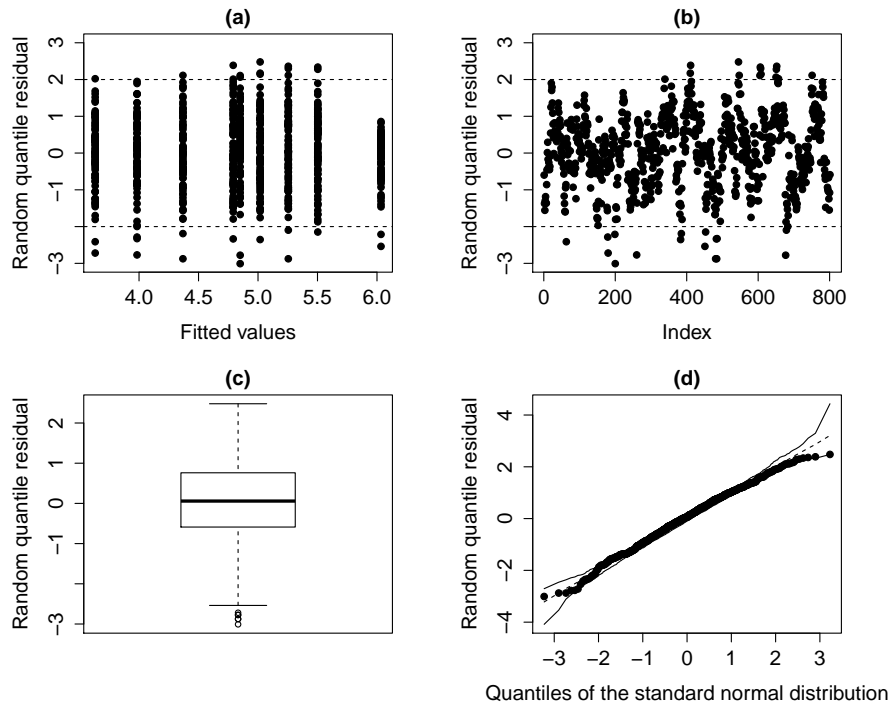 (a)
Random quantile residual
3
2
1
0
−1
−3
4.0 4.5 5.0 5.5 6.0
Fitted values
(b)
Random quantile residual
3
2
1
0
−1
−3
0 200 400 600 800
Index
(c)
Random quantile residual
2
1
0
−1
−3
(d)
Random quantile residual
4
2
0
−2
−4
−3 −2 −1 0 1 2 3
Quantiles of the standard normal distribution